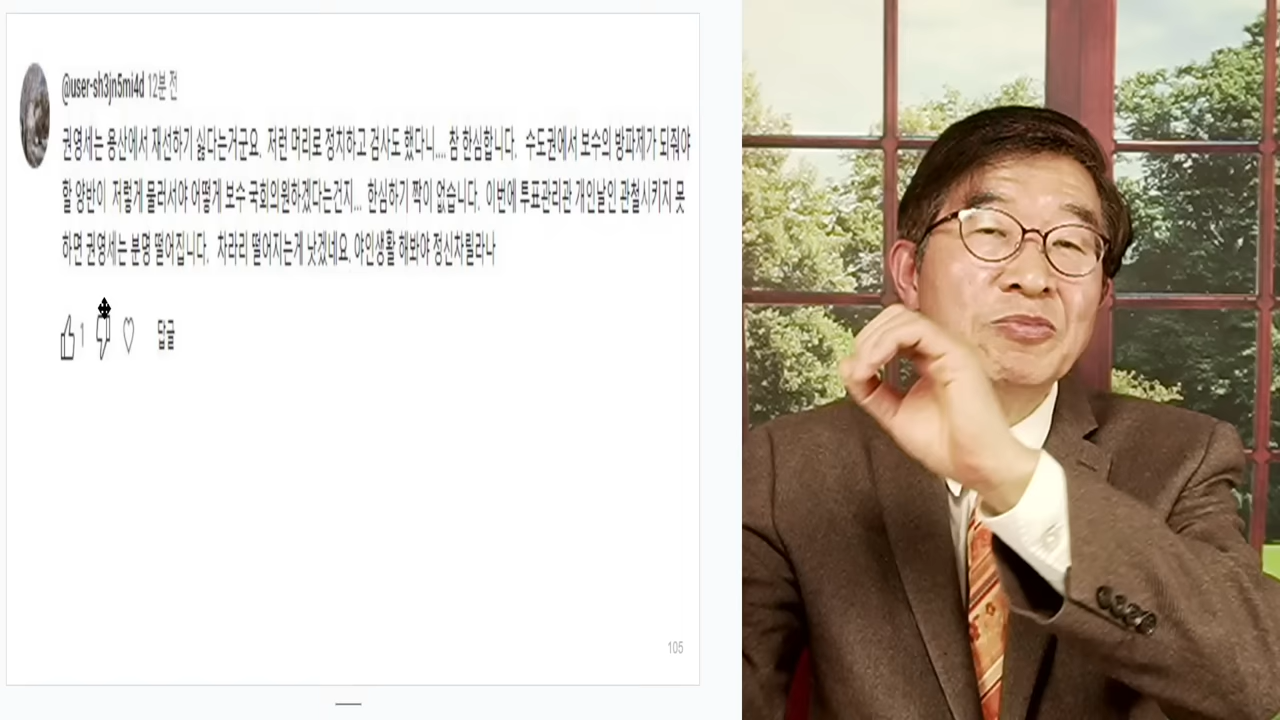 @user-sh3jn5mi4d 12분 전
권영세는 용산에서 재선하기 싫다는거군요. 저런 머리로 정치하고 검사도 했다니.... 참 한심합니다. 수도권에서 보수의 방파제가 되줘야
할 양반이 저렇게 물러서야 어떻게 보수 국회의원하겠다는건지... 한심하기 짝이 없습니다. 이번에 투표관리관 개인날인 관철시키지 못
하면 권영세는 분명 떨어집니다. 차라리 떨어지는게 낫겠네요. 야인생활 해봐야 정신차릴라나
1 답글
105